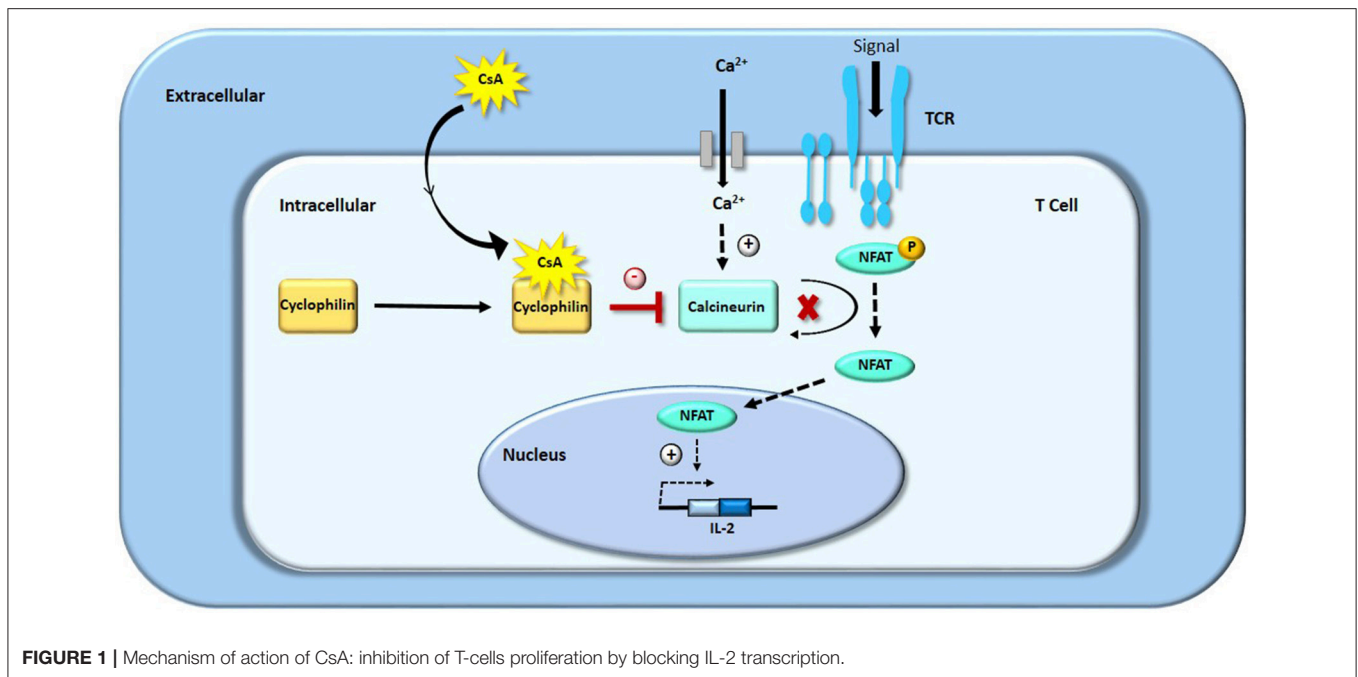 Signal
CsA
Ca²⁺
Extracellular
TCR
Intracellular
Ca²⁺
T Cell
+
P
NFAT
CsA
-
Cyclophilin
Cyclophilin
Calcineurin
NFAT
NFAT
Nucleus
+
IL-2
FIGURE 1 | Mechanism of action of CsA: inhibition of T-cells proliferation by blocking IL-2 transcription.